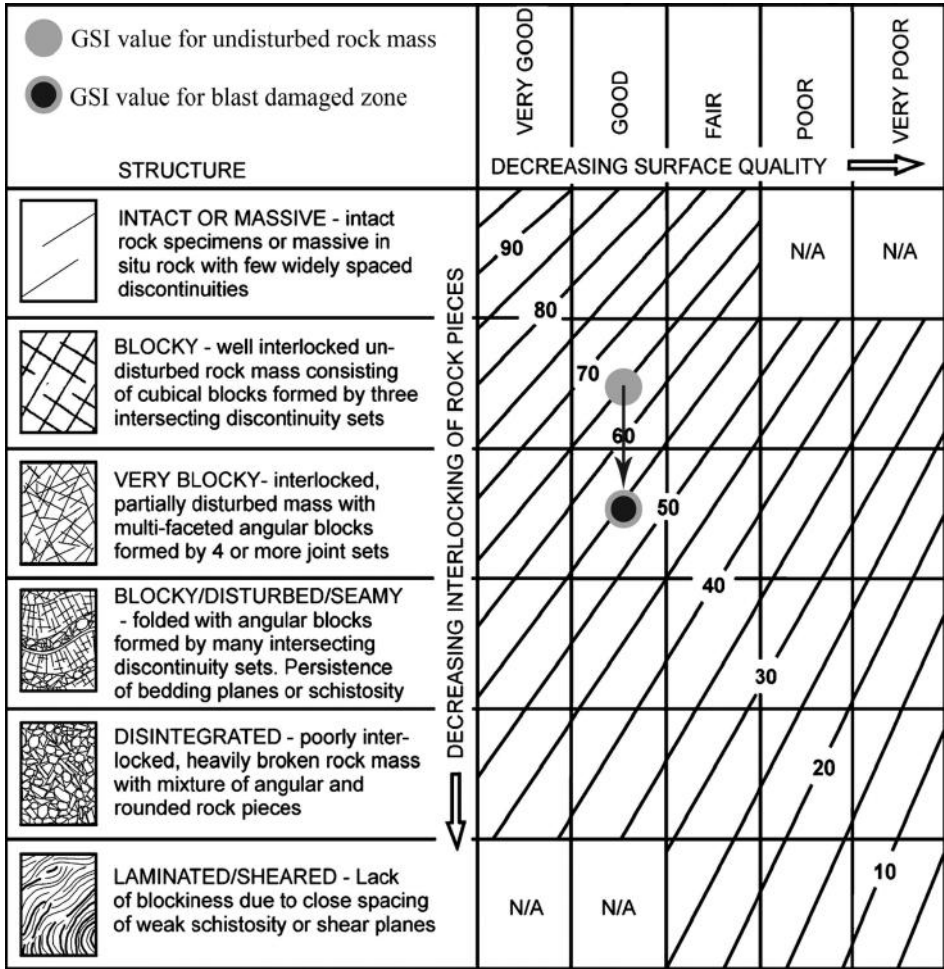 GSI value for undisturbed rock mass
GSI value for blast damaged zone
VERY GOOD
GOOD
FAIR
POOR
VERY POOR
STRUCTURE
DECREASING SURFACE QUALITY
DECREASING INTERLOCKING OF ROCK PIECES
INTACT OR MASSIVE - intact
rock specimens or massive in
situ rock with few widely spaced
discontinuities
90
80
N/A
N/A
BLOCKY - well interlocked un-
disturbed rock mass consisting
of cubical blocks formed by three
intersecting discontinuity sets
70
60
VERY BLOCKY- interlocked,
partially disturbed mass with
multi-faceted angular blocks
formed by 4 or more joint sets
50
BLOCKY/DISTURBED/SEAMY
- folded with angular blocks
formed by many intersecting
discontinuity sets. Persistence
of bedding planes or schistosity
40
30
DISINTEGRATED - poorly inter-
locked, heavily broken rock mass
with mixture of angular and
rounded rock pieces
20
LAMINATED/SHEARED - Lack
of blockiness due to close spacing
of weak schistosity or shear planes
N/A
N/A
10